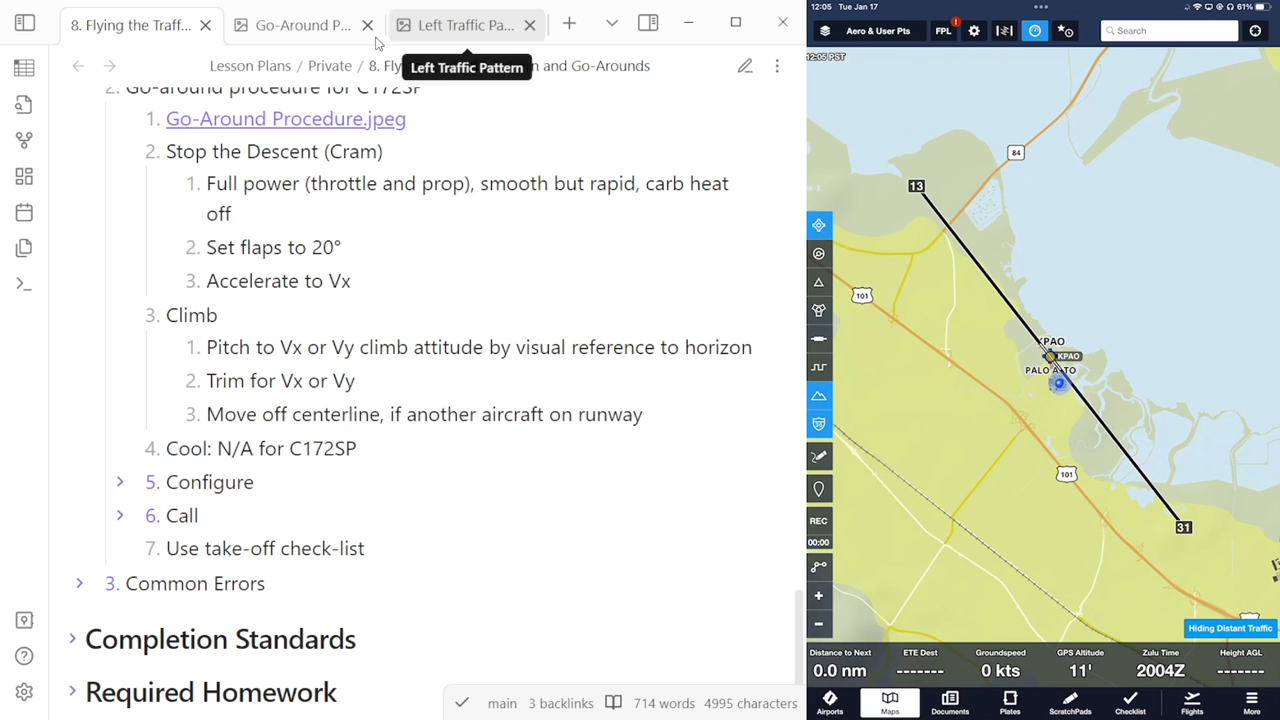 8. Flying the Traff...
Go-Around P...
Left Traffic Pa...
Lesson Plans / Private / 8. Fly
n and Go-Arounds
Left Traffic Pattern
2. Go-around procedure for C172SP
1. Go-Around Procedure.jpeg
2. Stop the Descent (Cram)
1. Full power (throttle and prop), smooth but rapid, carb heat
off
2. Set flaps to 20°
3. Accelerate to Vx
3. Climb
1. Pitch to Vx or Vy climb attitude by visual reference to horizon
2. Trim for Vx or Vy
3. Move off centerline, if another aircraft on runway
4. Cool: N/A for C172SP
5. Configure
6. Call
7. Use take-off check-list
3. Common Errors
Completion Standards
Required Homework
main 3 backlinks 714 words 4995 characters
12:05 Tue Jan 17
61%
Aero & User Pts
FPL
!
Search
12:05 PST
84
13
101
KPAO
KPAO
PALO ALTO
101
31
REC
00:00
Hiding Distant Traffic
Distance to Next ETE Dest Groundspeed GPS Altitude Zulu Time Height AGL
0.0 nm ------- 0 kts 11' 2004Z -------
Airports Maps Documents Plates ScratchPads Checklist Flights More